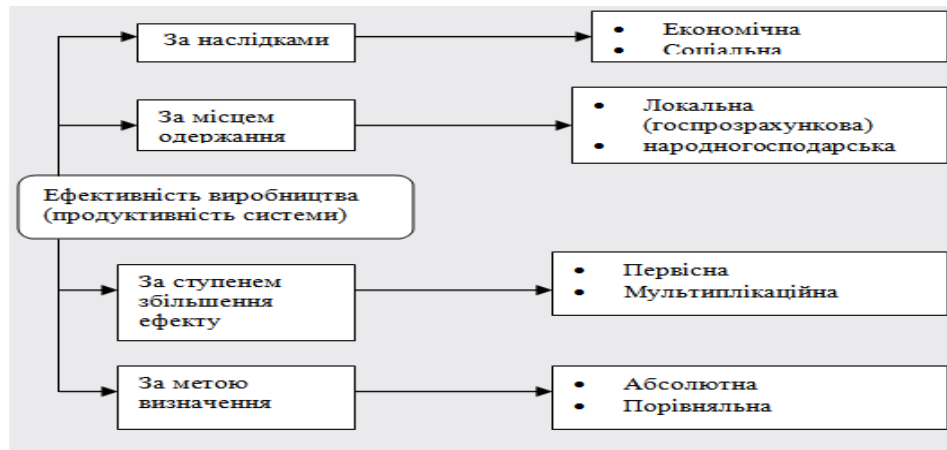 За наслідками
• Економічна
• Соціальна
За місцем
одержання
• Локальна
(госпрозрахункова)
• народногосподарська
Ефективність виробництва
(продуктивність системи)
За ступенем
збільшення
ефекту
• Первісна
• Мультиплікаційна
За метою
визначення
• Абсолютна
• Порівняльна